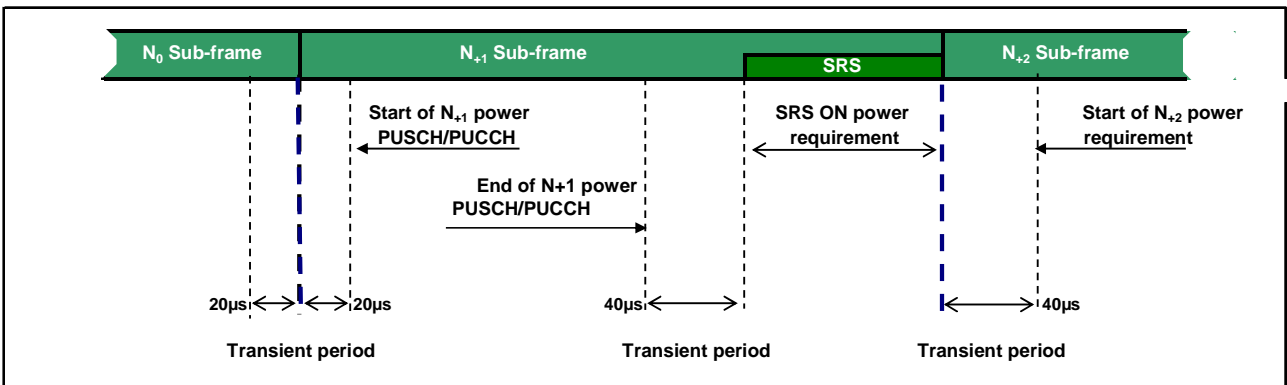 N₀ Sub-frame
N₊₁ Sub-frame
SRS
N₊₂ Sub-frame
Start of N₊₁ power
PUSCH/PUCCH
SRS ON power
requirement
Start of N₊₂ power
requirement
End of N+1 power
PUSCH/PUCCH
20µs
20µs
40µs
40µs
Transient period
Transient period
Transient period